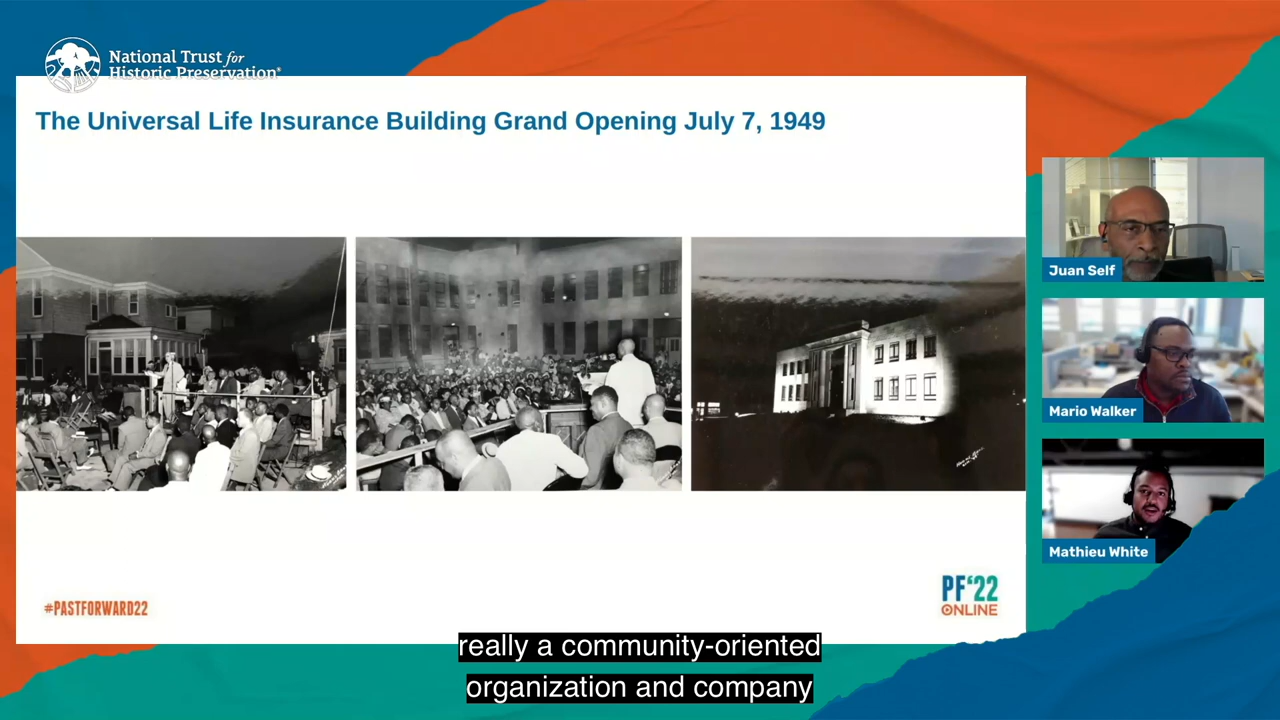 National Trust for
Historic Preservation®
The Universal Life Insurance Building Grand Opening July 7, 1949
Juan Self
Mario Walker
Mathieu White
#PASTFORWARD22
PF'22
ONLINE
really a community-oriented
organization and company